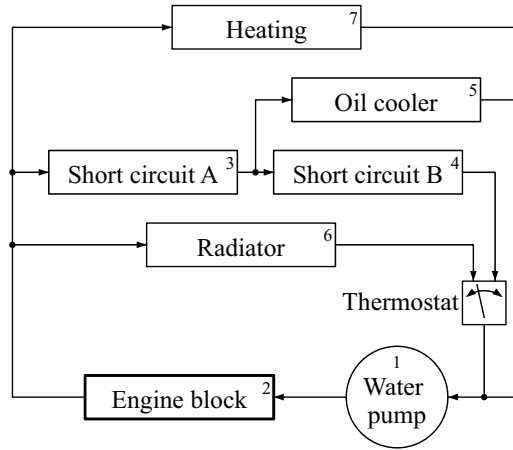 Heating 7
Oil cooler 5
Short circuit A 3
Short circuit B 4
Radiator 6
Thermostat
Engine block 2
1
Water
pump